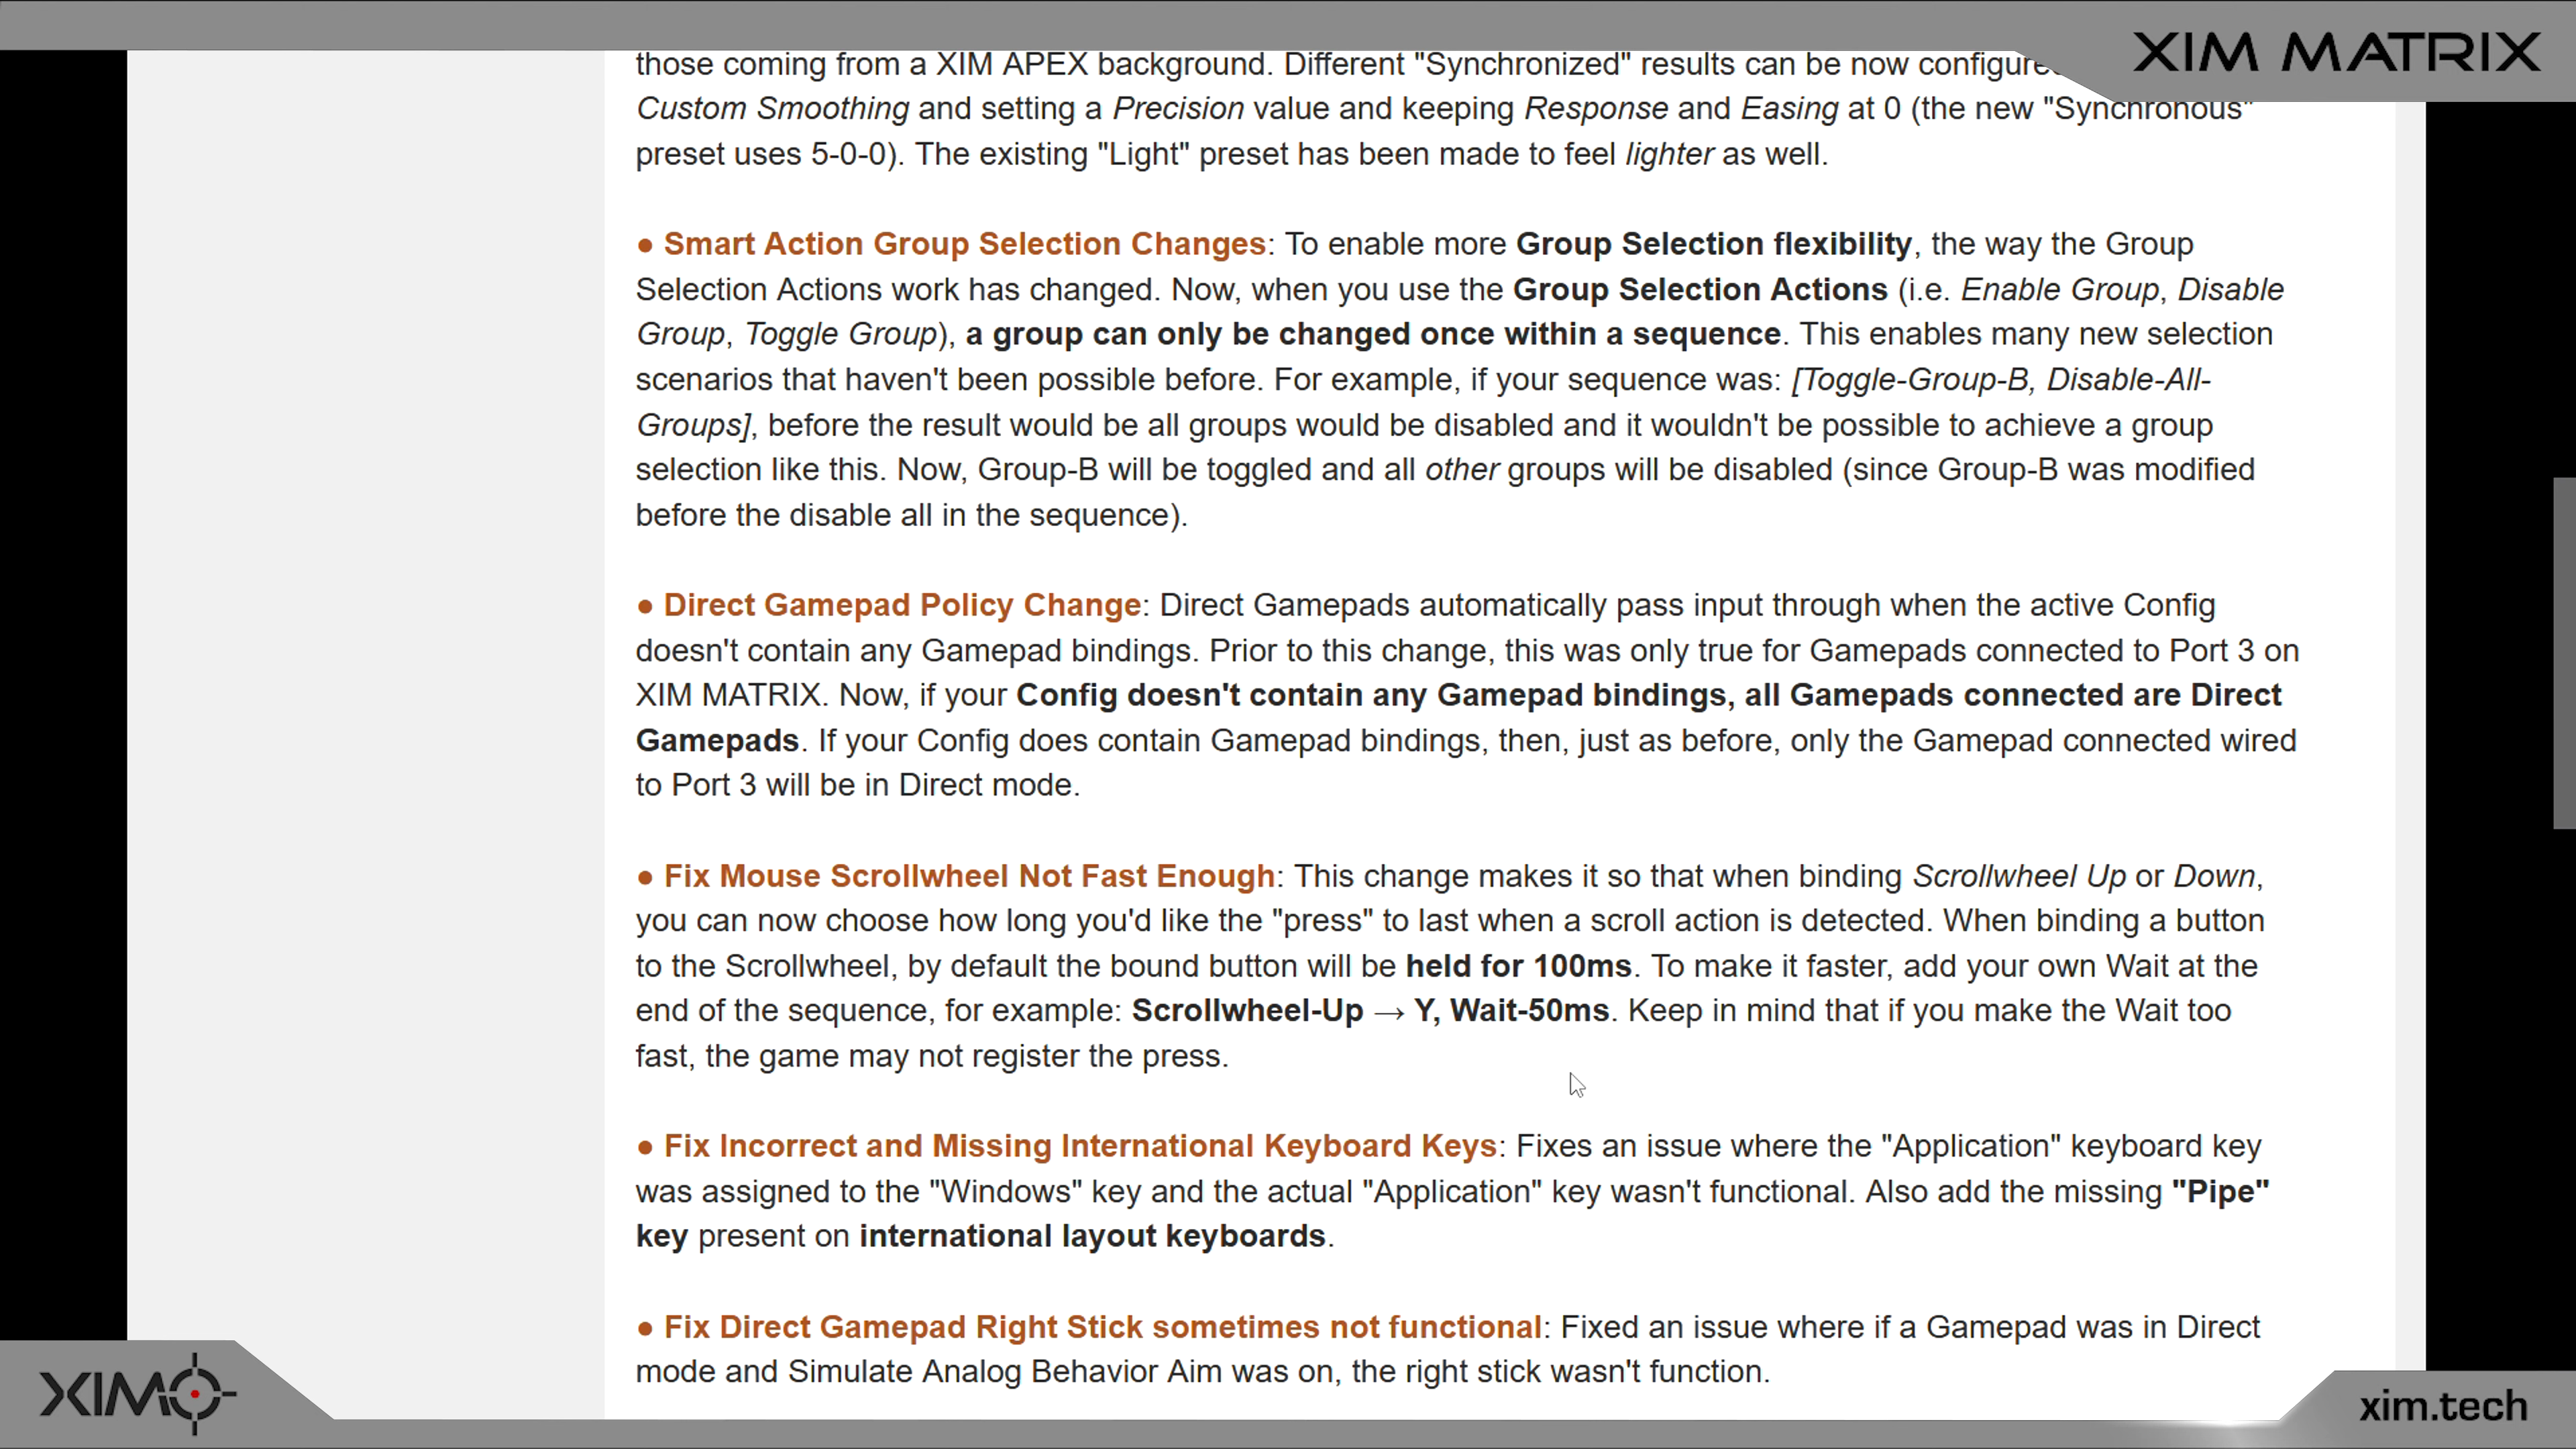 XIM MATRIX
those coming from a XIM APEX background. Different "Synchronized" results can be now configured
Custom Smoothing and setting a Precision value and keeping Response and Easing at 0 (the new "Synchronous"
preset uses 5-0-0). The existing "Light" preset has been made to feel lighter as well.
● Smart Action Group Selection Changes: To enable more Group Selection flexibility, the way the Group
Selection Actions work has changed. Now, when you use the Group Selection Actions (i.e. Enable Group, Disable
Group, Toggle Group), a group can only be changed once within a sequence. This enables many new selection
scenarios that haven't been possible before. For example, if your sequence was: [Toggle-Group-B, Disable-All-
Groups], before the result would be all groups would be disabled and it wouldn't be possible to achieve a group
selection like this. Now, Group-B will be toggled and all other groups will be disabled (since Group-B was modified
before the disable all in the sequence).
● Direct Gamepad Policy Change: Direct Gamepads automatically pass input through when the active Config
doesn't contain any Gamepad bindings. Prior to this change, this was only true for Gamepads connected to Port 3 on
XIM MATRIX. Now, if your Config doesn't contain any Gamepad bindings, all Gamepads connected are Direct
Gamepads. If your Config does contain Gamepad bindings, then, just as before, only the Gamepad connected wired
to Port 3 will be in Direct mode.
● Fix Mouse Scrollwheel Not Fast Enough: This change makes it so that when binding Scrollwheel Up or Down,
you can now choose how long you'd like the "press" to last when a scroll action is detected. When binding a button
to the Scrollwheel, by default the bound button will be held for 100ms. To make it faster, add your own Wait at the
end of the sequence, for example: Scrollwheel-Up → Y, Wait-50ms. Keep in mind that if you make the Wait too
fast, the game may not register the press.
● Fix Incorrect and Missing International Keyboard Keys: Fixes an issue where the "Application" keyboard key
was assigned to the "Windows" key and the actual "Application" key wasn't functional. Also add the missing "Pipe"
key present on international layout keyboards.
● Fix Direct Gamepad Right Stick sometimes not functional: Fixed an issue where if a Gamepad was in Direct
mode and Simulate Analog Behavior Aim was on, the right stick wasn't function.
XIM
xim.tech